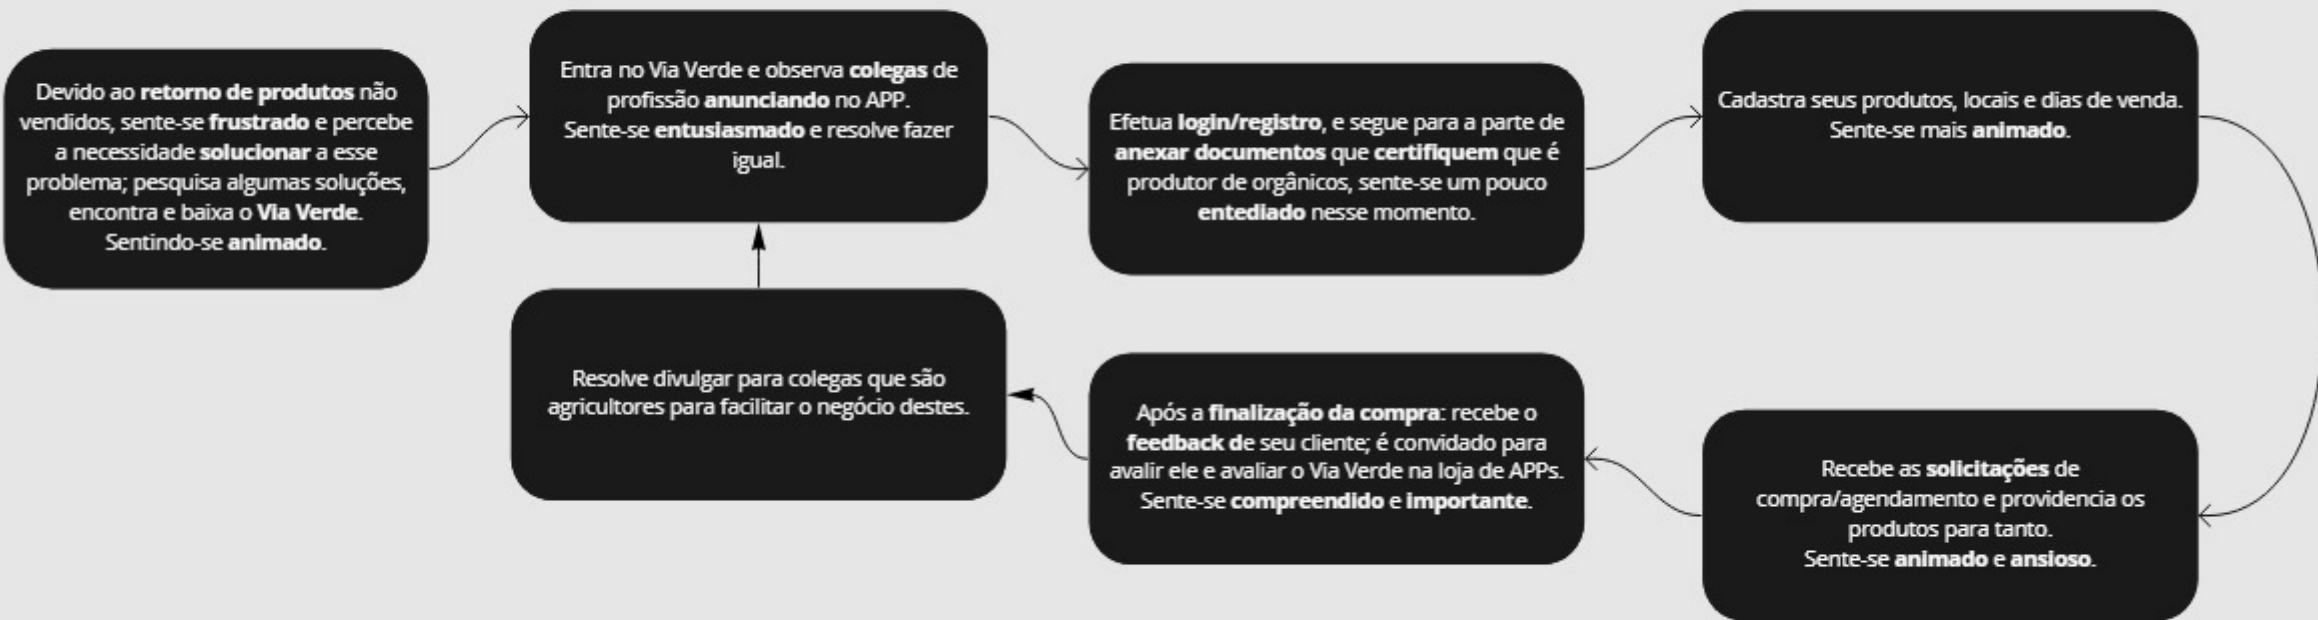 Devido ao retorno de produtos não
vendidos, sente-se frustrado e percebe
a necessidade solucionar a esse
problema; pesquisa algumas soluções,
encontra e baixa o Via Verde.
Sentindo-se animado.
Entra no Via Verde e observa colegas de
profissão anunciando no APP.
Sente-se entusiasmado e resolve fazer
igual.
Efetua login/registro, e segue para a parte de
anexar documentos que certifiquem que é
produtor de orgânicos, sente-se um pouco
entediado nesse momento.
Cadastra seus produtos, locais e dias de venda.
Sente-se mais animado.
Recebe as solicitações de
compra/agendamento e providencia os
produtos para tanto.
Sente-se animado e ansioso.
Após a finalização da compra: recebe o
feedback de seu cliente; é convidado para
avalir ele e avaliar o Via Verde na loja de APPs.
Sente-se compreendido e importante.
Resolve divulgar para colegas que são
agricultores para facilitar o negócio destes.